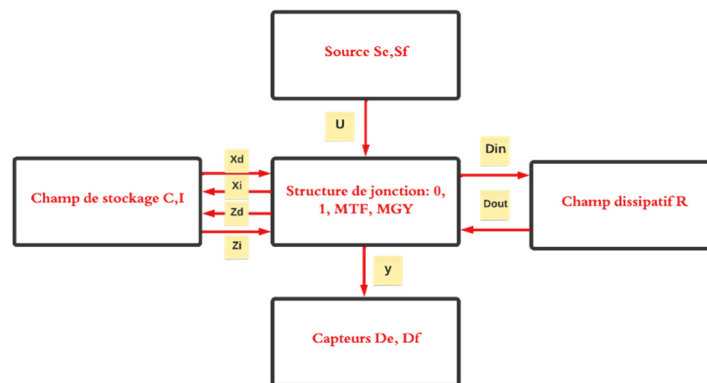 Source Se,Sf
U
Xd
Din
Xi
Champ de stockage C,I
Structure de jonction: 0,
1, MTF, MGY
Champ dissipatif R
Zd
Dout
Zi
y
Capteurs De, Df